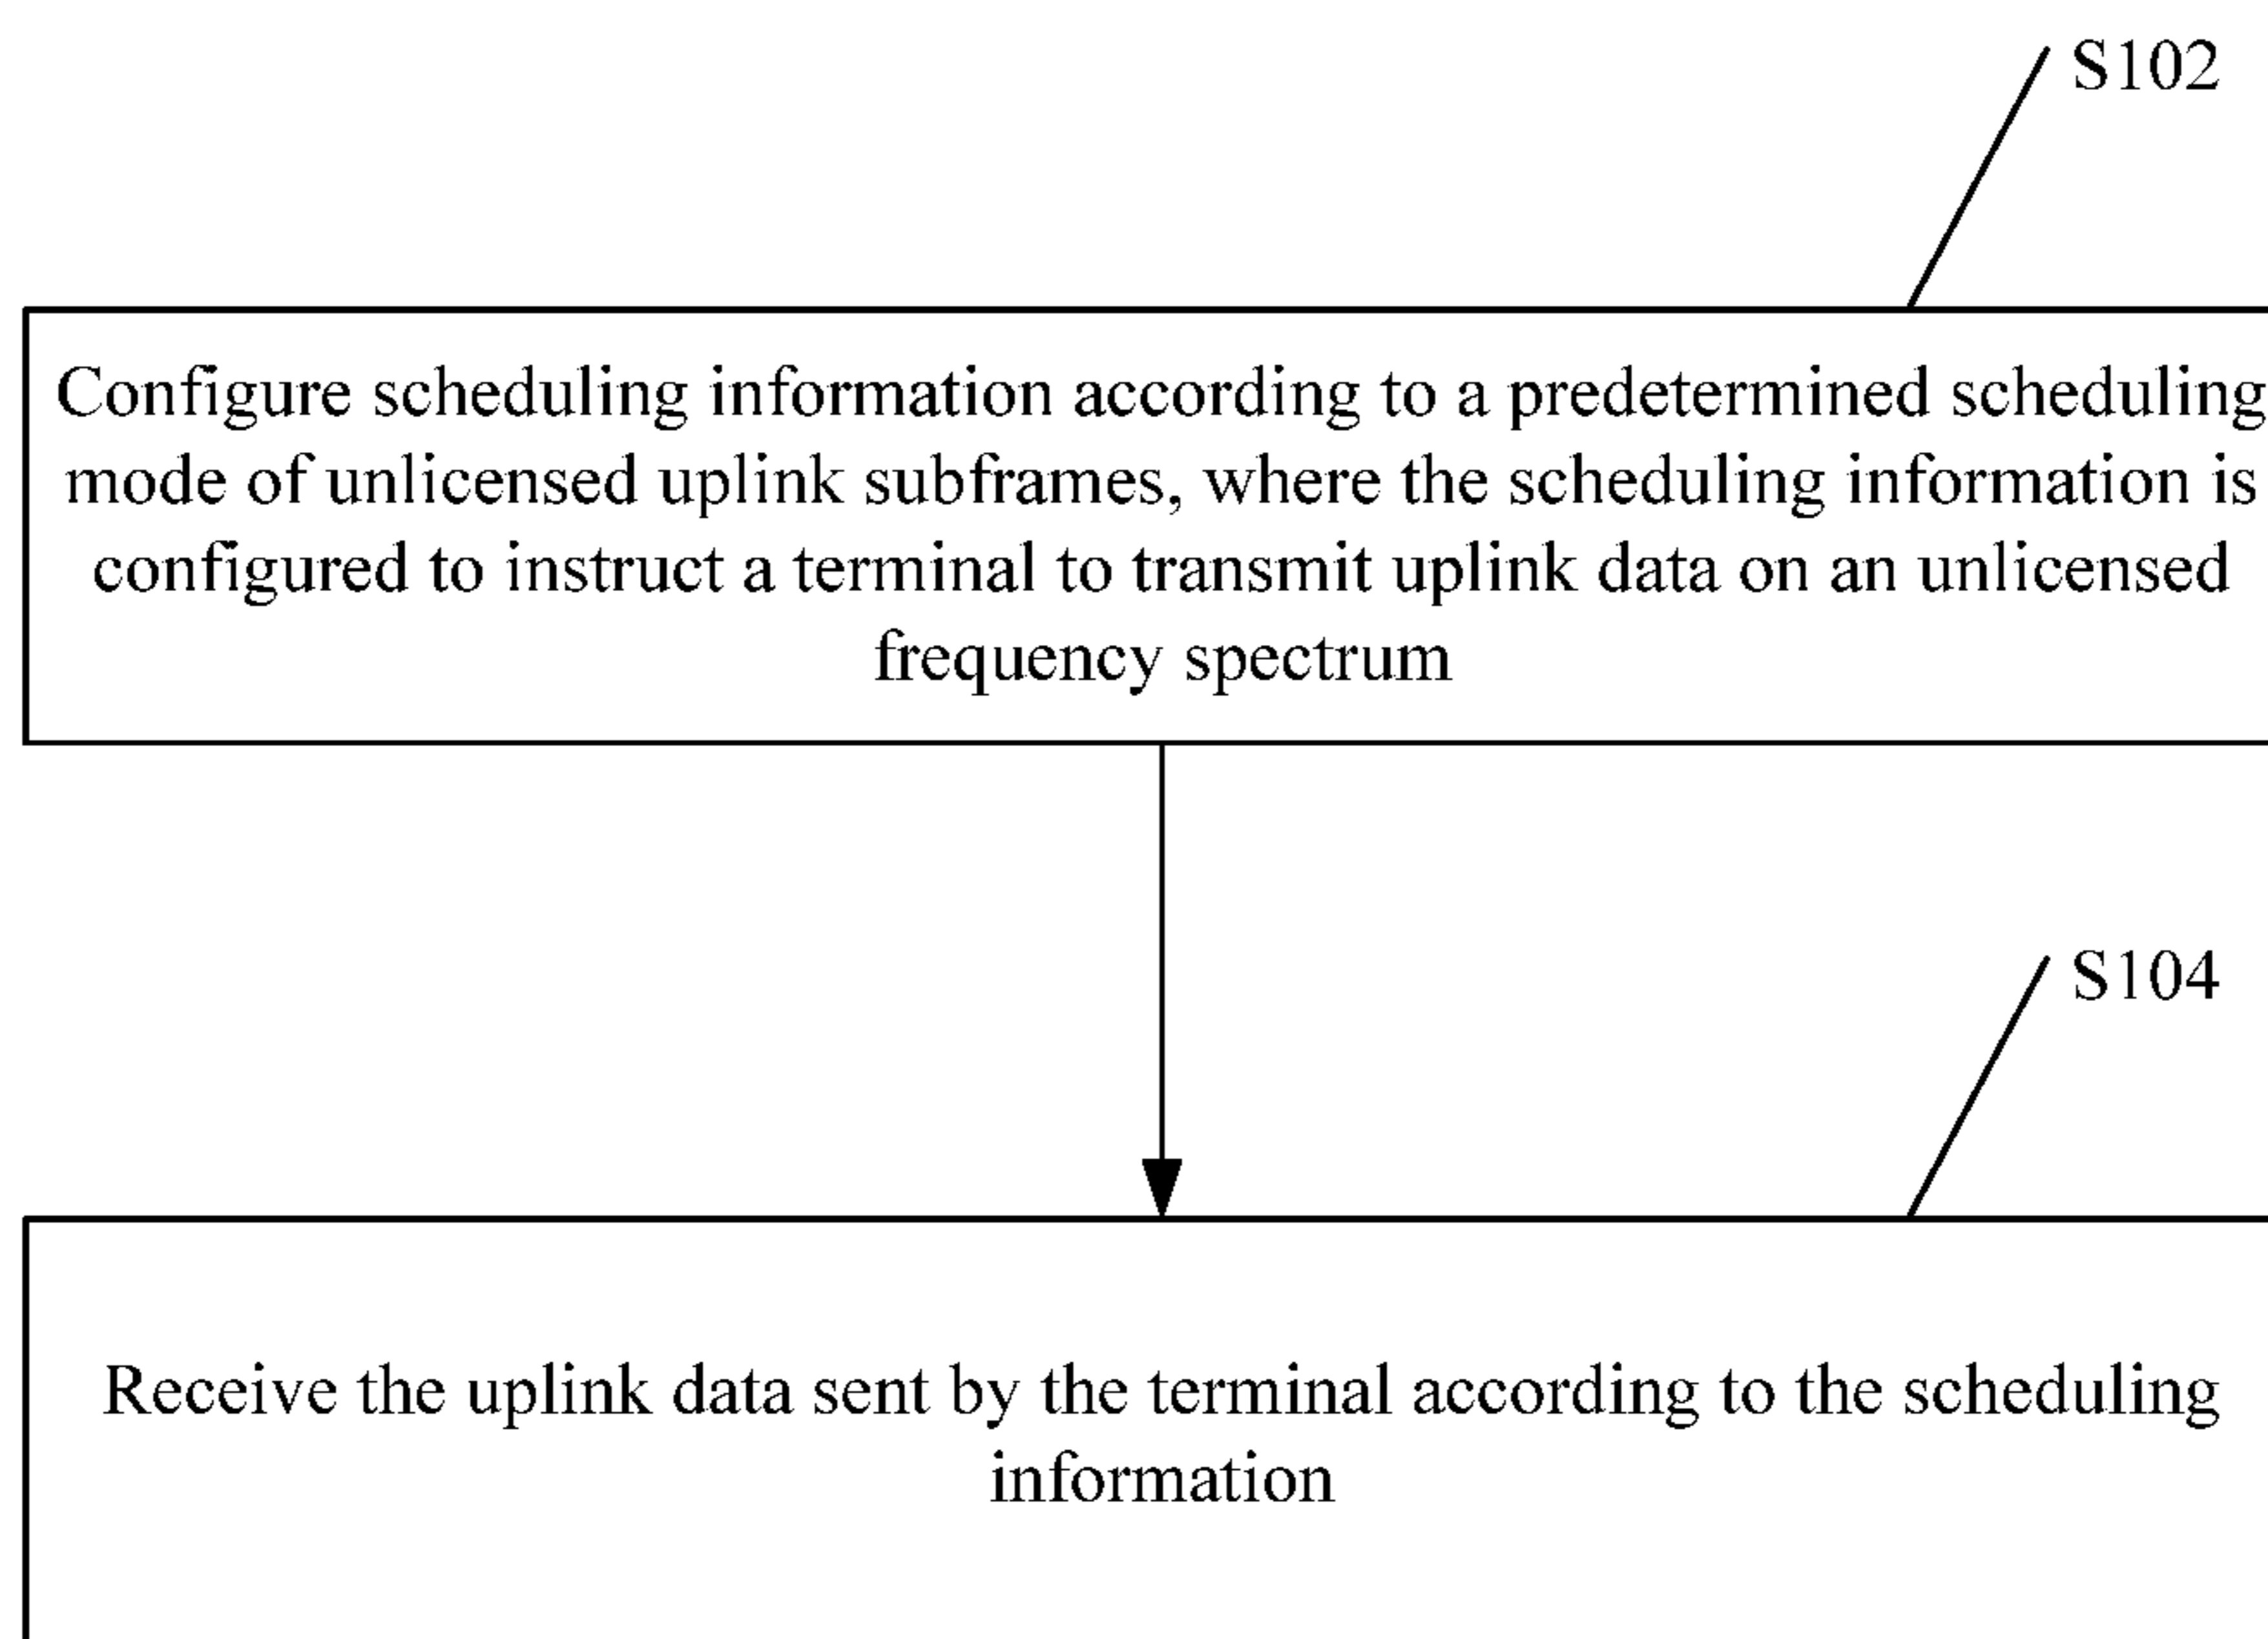 S102
Configure scheduling information according to a predetermined scheduling
mode of unlicensed uplink subframes, where the scheduling information is
configured to instruct a terminal to transmit uplink data on an unlicensed
frequency spectrum
S104
Receive the uplink data sent by the terminal according to the scheduling
information